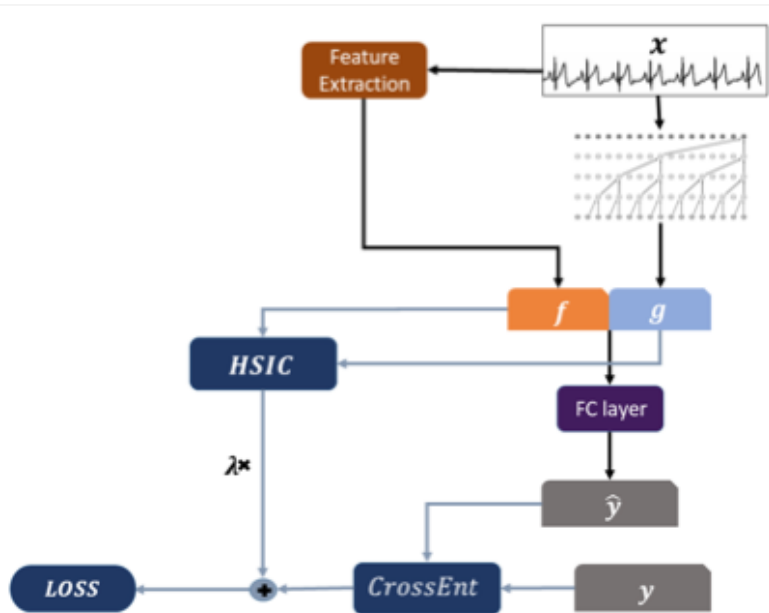 x
Feature
Extraction
f
g
HSIC
FC layer
λ×
ŷ
LOSS
+
CrossEnt
y